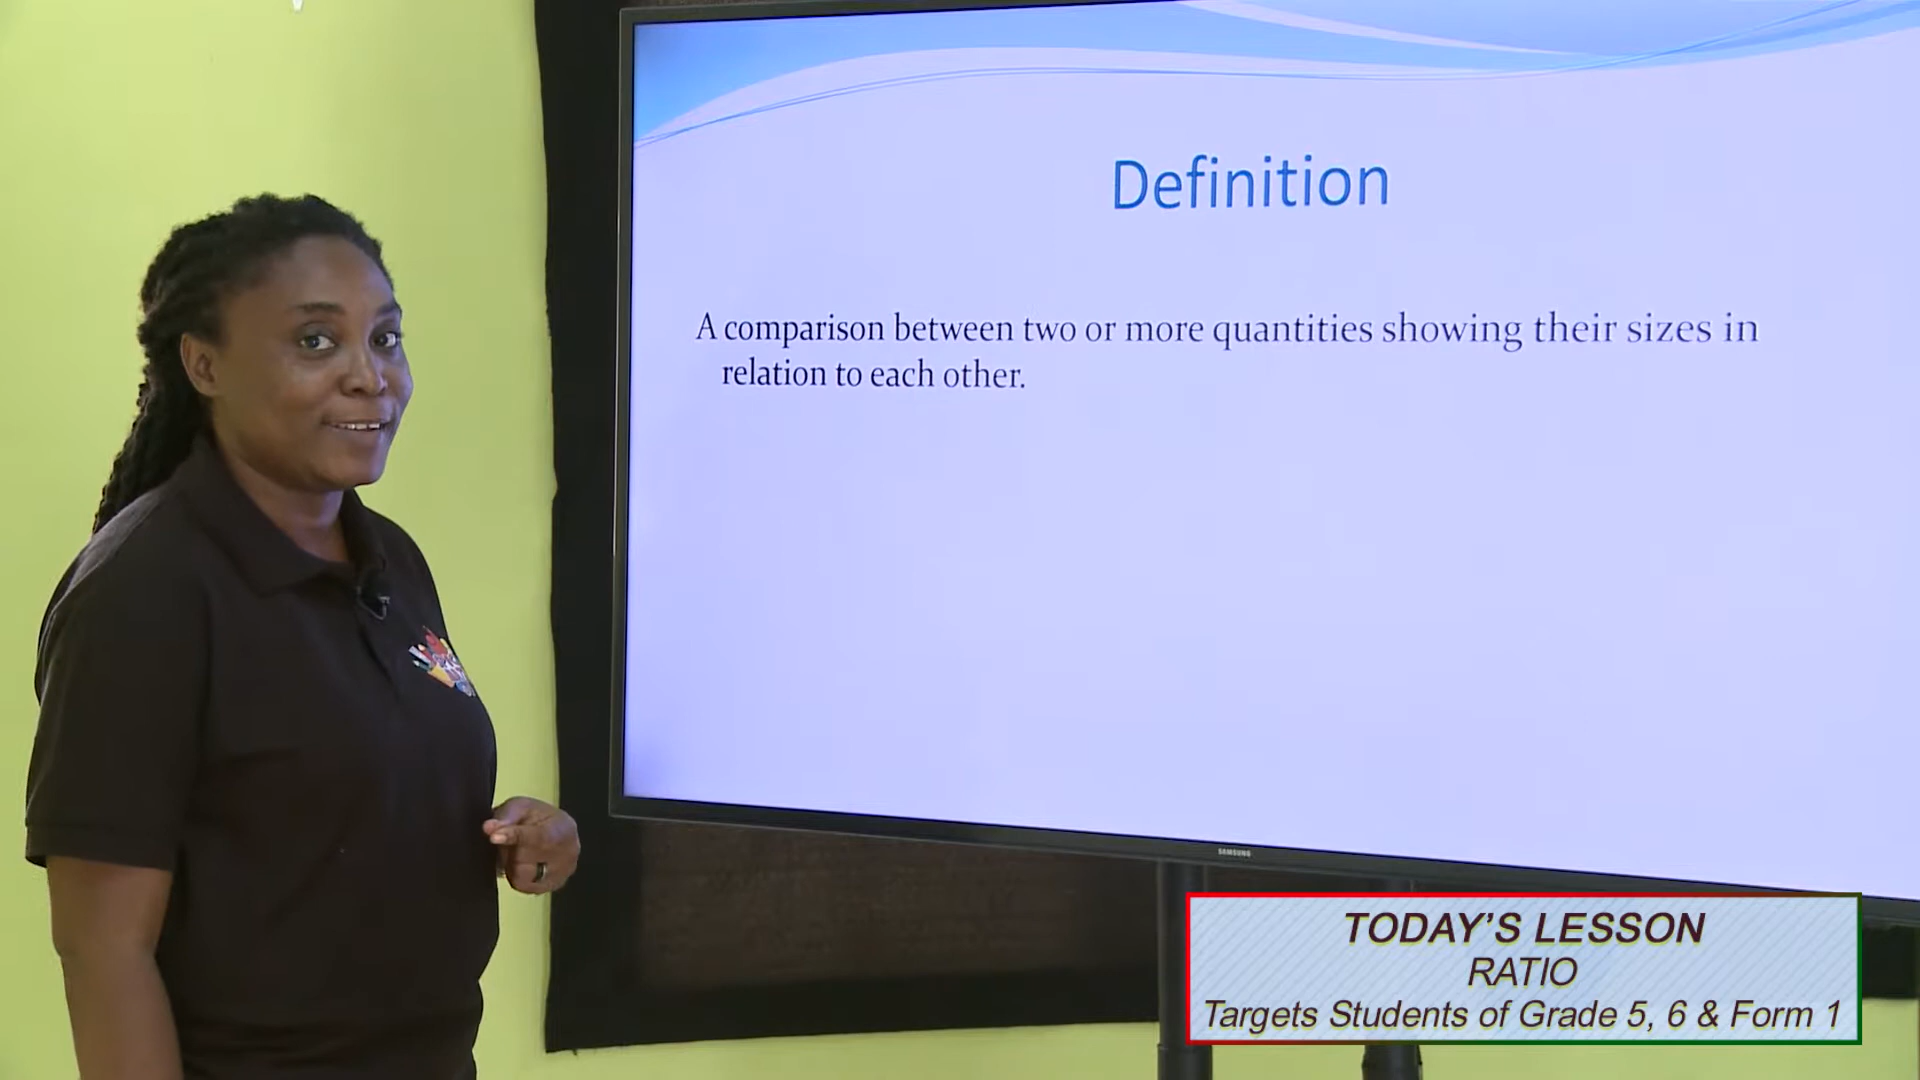 Definition
A comparison between two or more quantities showing their sizes in
relation to each other.
SAMSUNG
TODAY'S LESSON
RATIO
Targets Students of Grade 5, 6 & Form 1